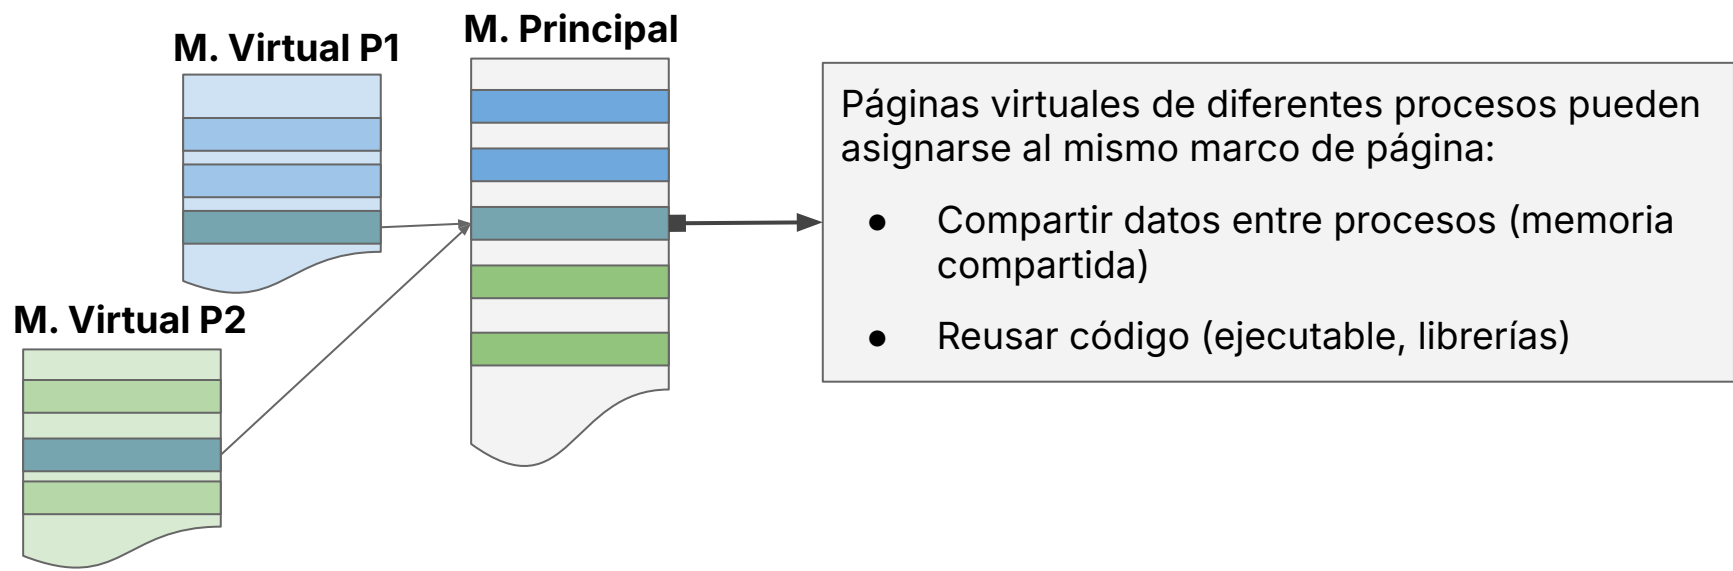 M. Virtual P1
M. Principal
M. Virtual P2
Páginas virtuales de diferentes procesos pueden
asignarse al mismo marco de página:
● Compartir datos entre procesos (memoria
compartida)
● Reusar código (ejecutable, librerías)